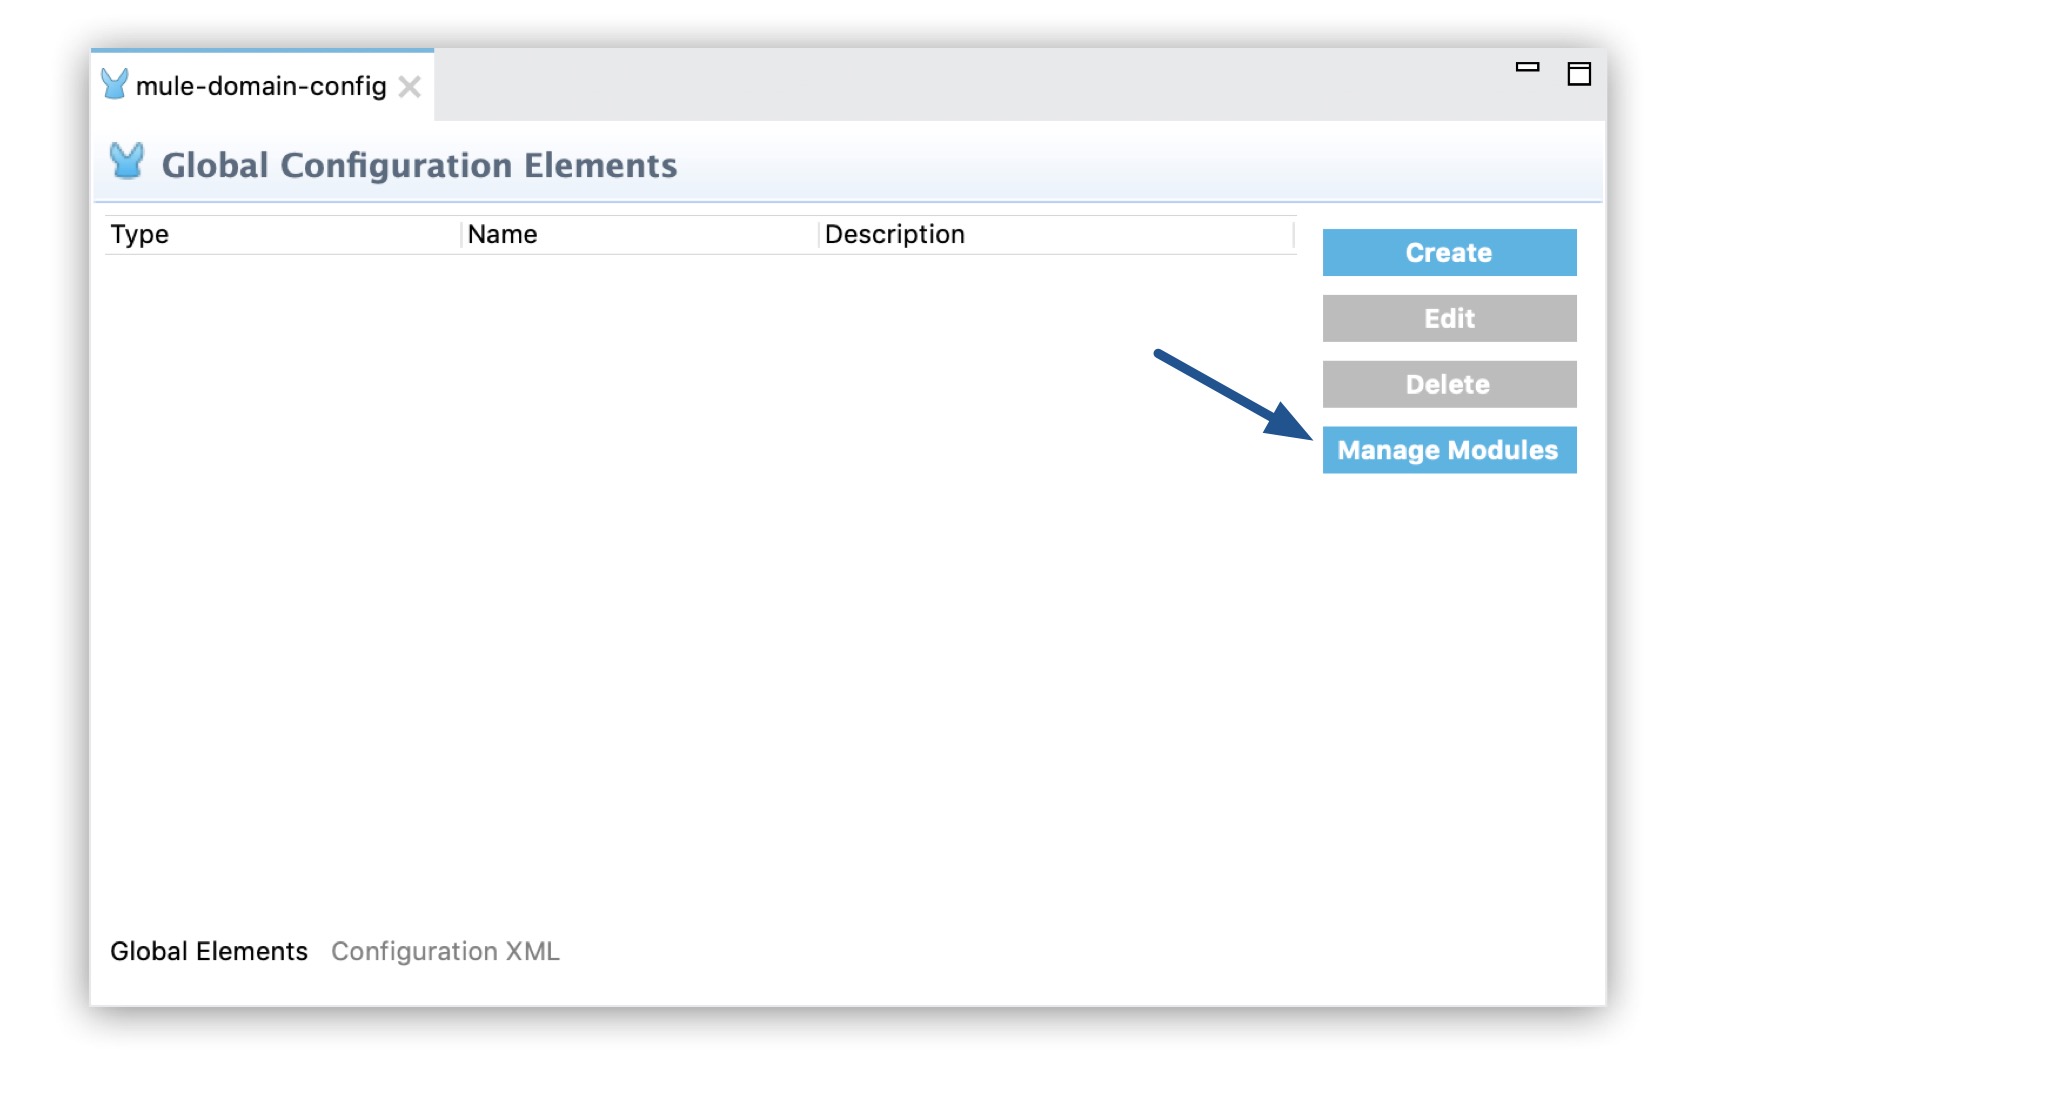 mule-domain-config
Global Configuration Elements
Type Name Description
Create
Edit
Delete
Manage Modules
Global Elements Configuration XML